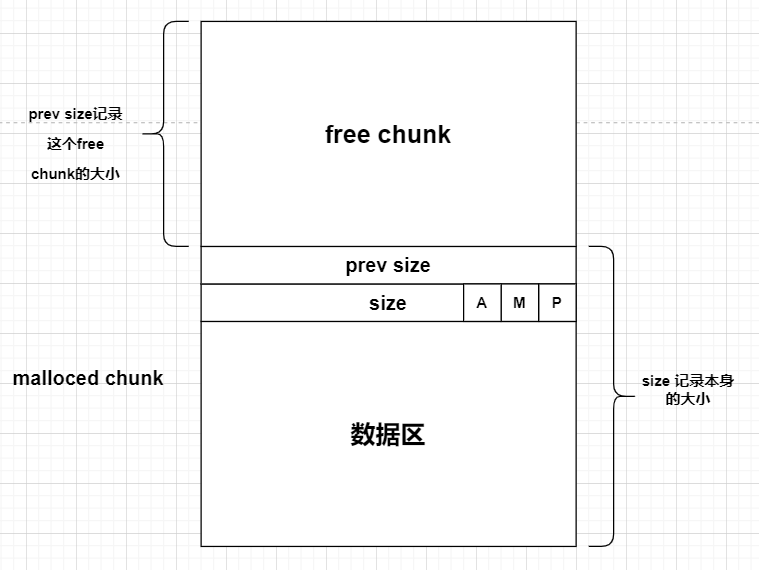 free chunk
prev size记录
这个free
chunk的大小
prev size
size
A
M
P
malloced chunk
size 记录本身
的大小
数据区